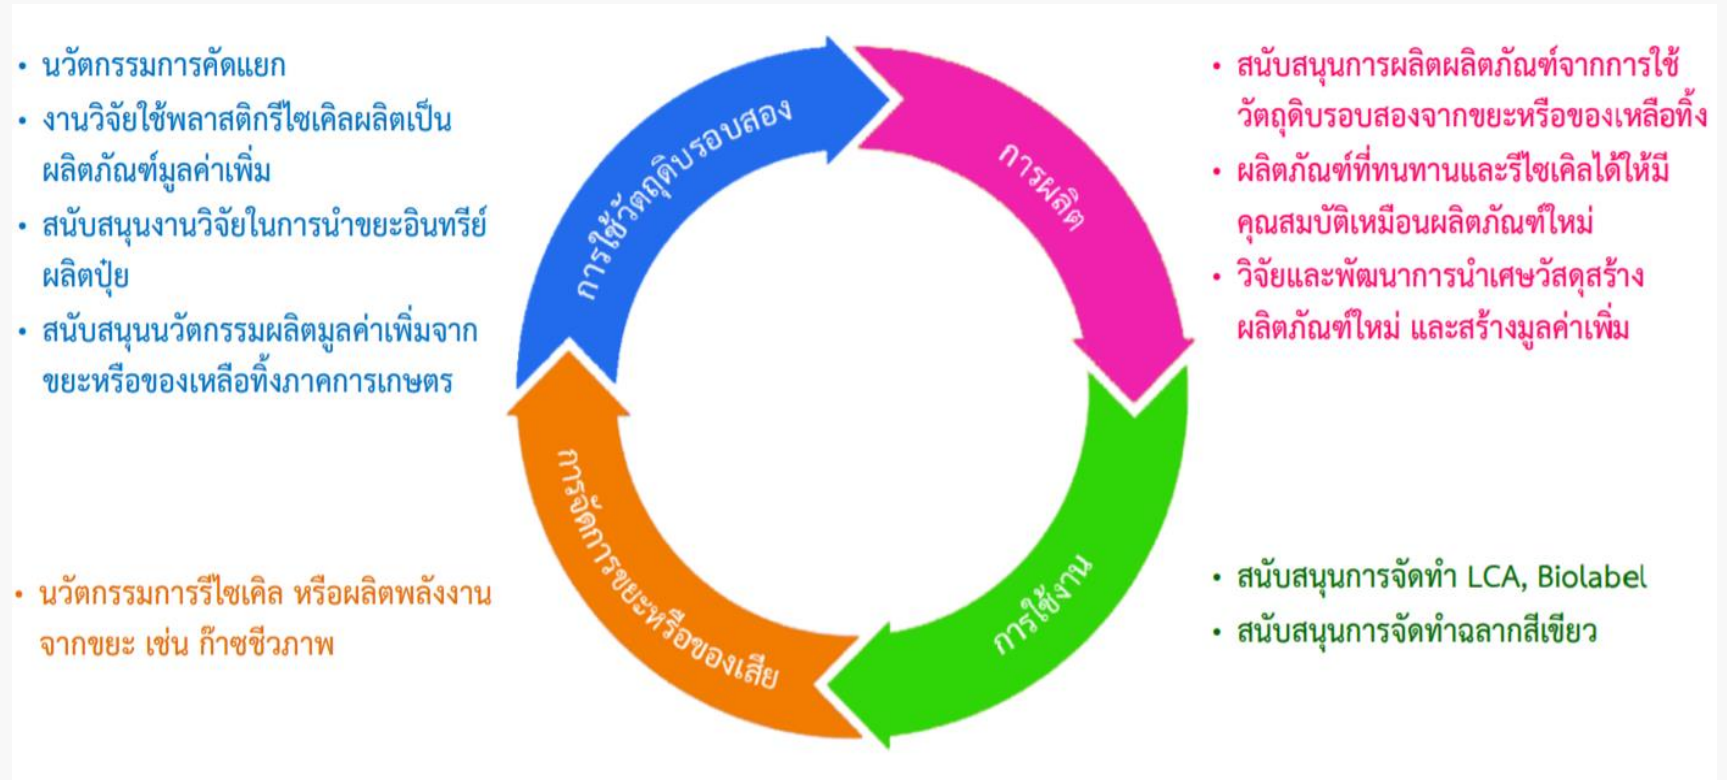 • นวัตกรรมการคัดแยก
• งานวิจัยใช้พลาสติกรีไซเคิลผลิตเป็น
ผลิตภัณฑ์มูลค่าเพิ่ม
• สนับสนุนงานวิจัยในการนำขยะอินทรีย์
ผลิตปุ๋ย
• สนับสนุนนวัตกรรมผลิตมูลค่าเพิ่มจาก
ขยะหรือของเหลือทิ้งภาคการเกษตร
การใช้วัตถุดิบรอบสอง
การผลิต
• สนับสนุนการผลิตผลิตภัณฑ์จากการใช้
วัตถุดิบรอบสองจากขยะหรือของเหลือทิ้ง
• ผลิตภัณฑ์ที่ทนทานและรีไซเคิลได้ให้มี
คุณสมบัติเหมือนผลิตภัณฑ์ใหม่
• วิจัยและพัฒนาการนำเศษวัสดุสร้าง
ผลิตภัณฑ์ใหม่ และสร้างมูลค่าเพิ่ม
• นวัตกรรมการรีไซเคิล หรือผลิตพลังงาน
จากขยะ เช่น ก๊าซชีวภาพ
การจัดการขยะหรือของเสีย
การใช้งาน
• สนับสนุนการจัดทำ LCA, Biolabel
• สนับสนุนการจัดทำฉลากสีเขียว